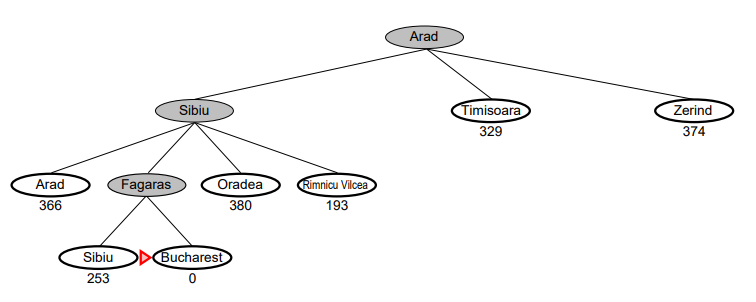 Arad
Sibiu
Timisoara
Zerind
329
374
Arad
Fagaras
Oradea
Rimnicu Vilcea
366
380
193
Sibiu
Bucharest
253
0